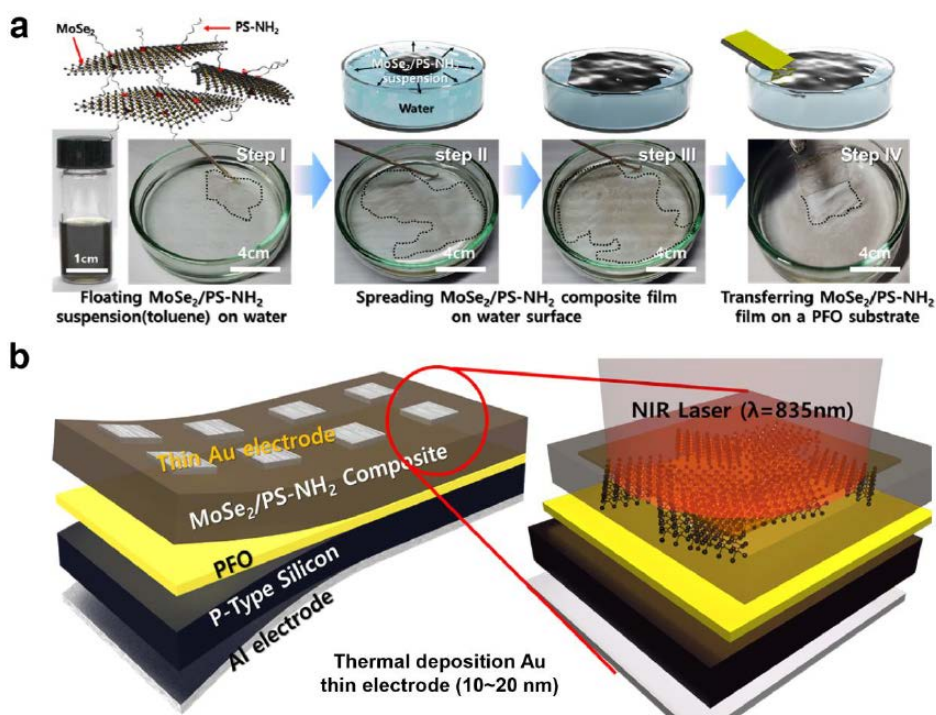 a
MoSe₂
PS-NH₂
MoSe₂/PS-NH₂
suspension
Water
Step I
step II
step III
Step IV
1cm
4cm
4cm
4cm
4cm
Floating MoSe₂/PS-NH₂
suspension(toluene) on water
Spreading MoSe₂/PS-NH₂ composite film
on water surface
Transferring MoSe₂/PS-NH₂
film on a PFO substrate
b
Thin Au electrode
MoSe₂/PS-NH₂ Composite
PFO
P-Type Silicon
Al electrode
NIR Laser (λ=835nm)
Thermal deposition Au
thin electrode (10~20 nm)